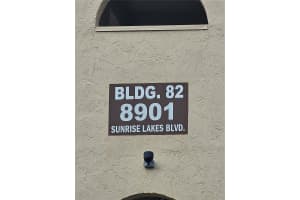 BLDG. 82
8901
SUNRISE LAKES BLVD.